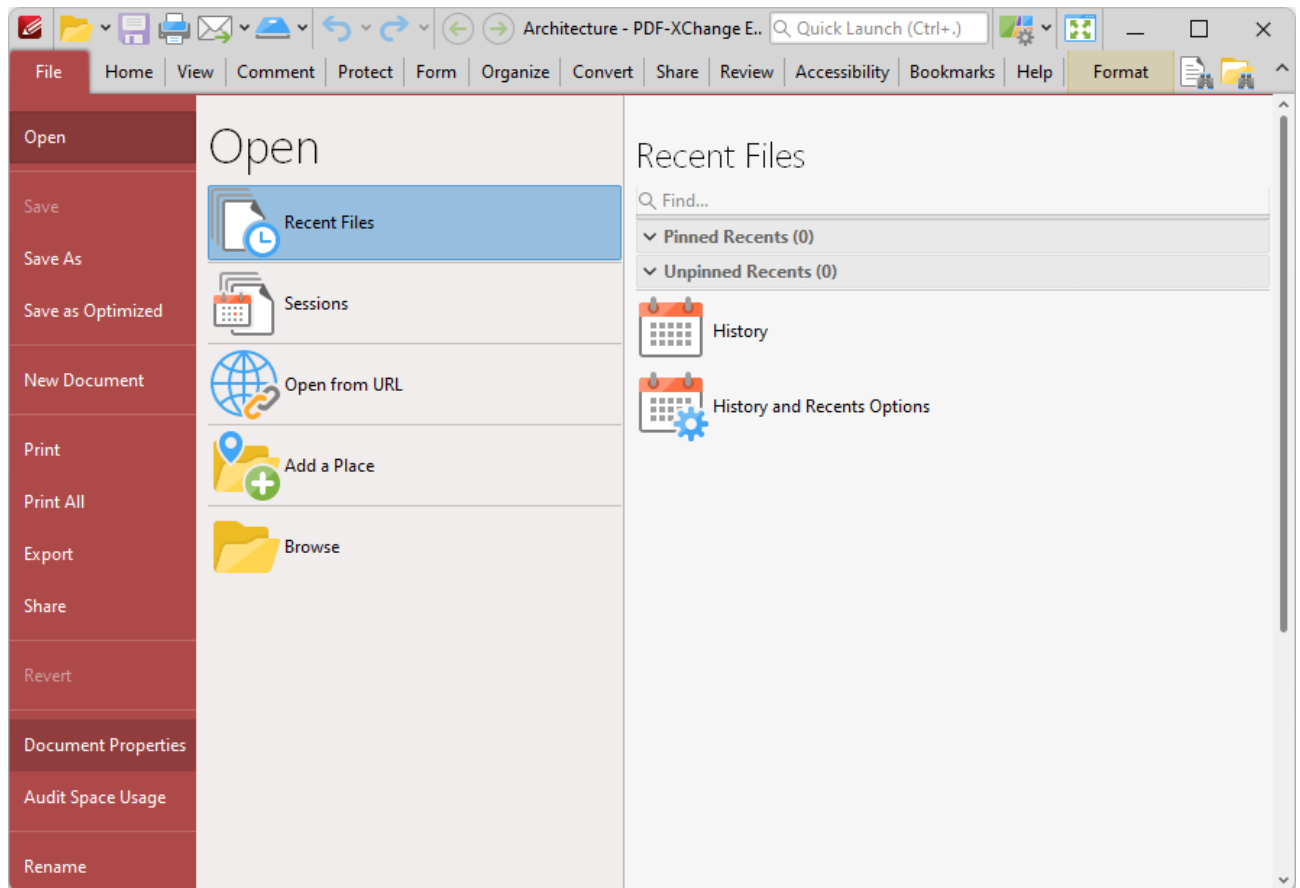 Architecture - PDF-XChange E..
Quick Launch (Ctrl+.)
File
Home
View
Comment
Protect
Form
Organize
Convert
Share
Review
Accessibility
Bookmarks
Help
Format
Open
Save
Save As
Save as Optimized
New Document
Print
Print All
Export
Share
Revert
Document Properties
Audit Space Usage
Rename
Open
Recent Files
Sessions
Open from URL
Add a Place
Browse
Recent Files
Find...
Pinned Recents (0)
Unpinned Recents (0)
History
History and Recents Options